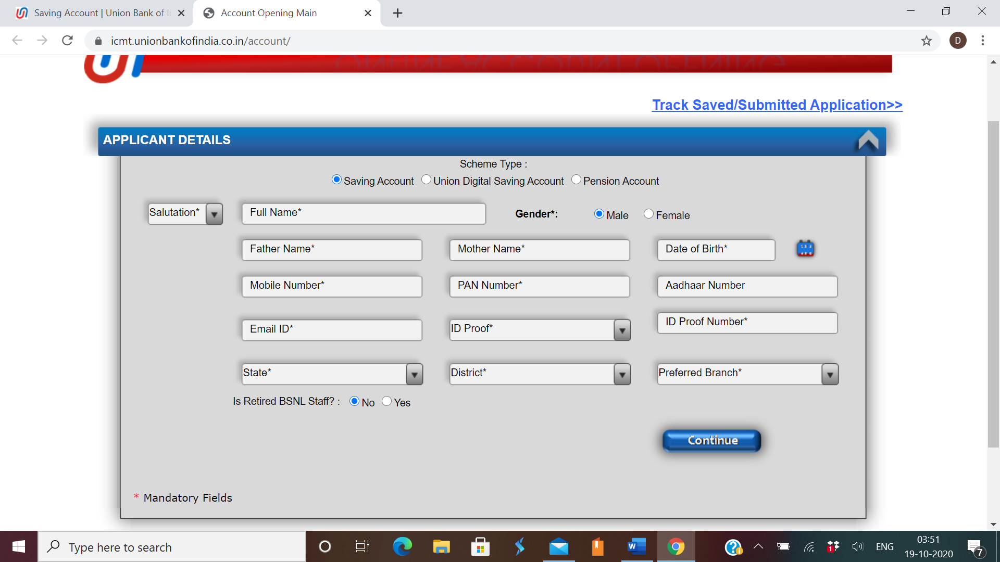 Saving Account | Union Bank of I
Account Opening Main
icmt.unionbankofindia.co.in/account/
D
Track Saved/Submitted Application>>
APPLICANT DETAILS
Scheme Type :
Saving Account Union Digital Saving Account Pension Account
Salutation* Full Name* Gender*: Male Female
Father Name* Mother Name* Date of Birth*
Mobile Number* PAN Number* Aadhaar Number
Email ID* ID Proof* ID Proof Number*
State* District* Preferred Branch*
Is Retired BSNL Staff? : No Yes
Continue
* Mandatory Fields
Type here to search
W
1
ENG
03:51
19-10-2020
7